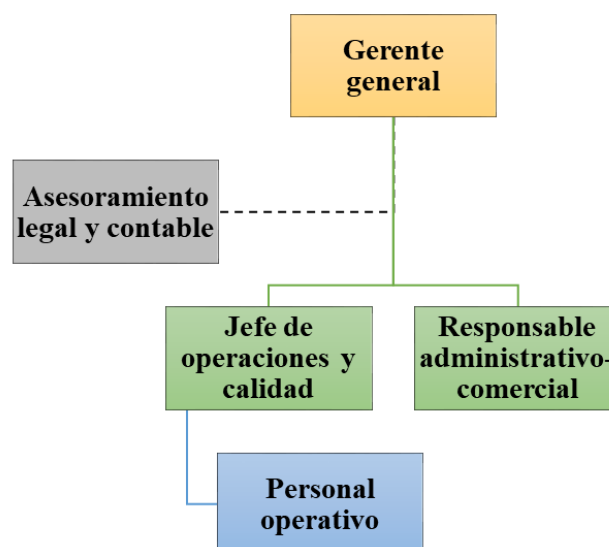 Gerente
general
Asesoramiento
legal y contable
Jefe de
operaciones y
calidad
Responsable
administrativo-
comercial
Personal
operativo